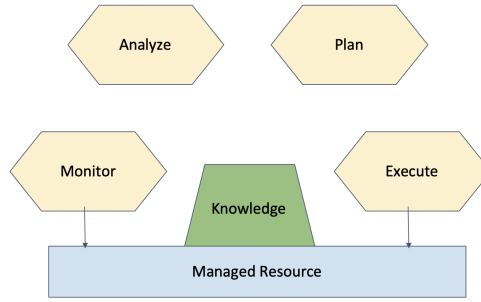 Analyze
Plan
Monitor
Execute
Knowledge
Managed Resource